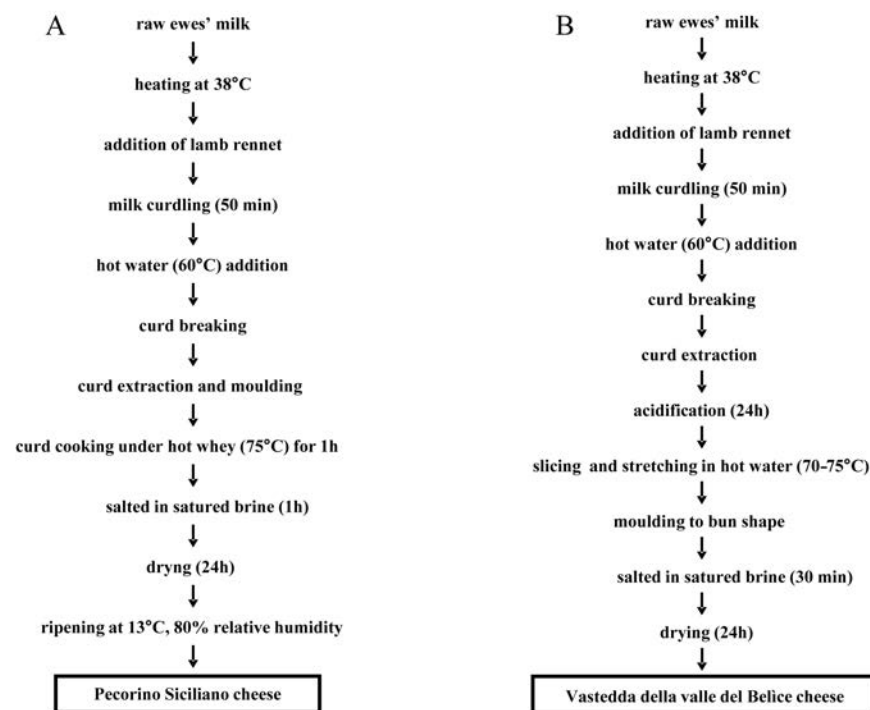 A
raw ewes’ milk
heating at 38°C
addition of lamb rennet
milk curdling (50 min)
hot water (60°C) addition
curd breaking
curd extraction and moulding
curd cooking under hot whey (75°C) for 1h
salted in satured brine (1h)
dryng (24h)
ripening at 13°C, 80% relative humidity
Pecorino Siciliano cheese
B
raw ewes’ milk
heating at 38°C
addition of lamb rennet
milk curdling (50 min)
hot water (60°C) addition
curd breaking
curd extraction
acidification (24h)
slicing and stretching in hot water (70-75°C)
moulding to bun shape
salted in satured brine (30 min)
drying (24h)
Vastedda della valle del Belìce cheese